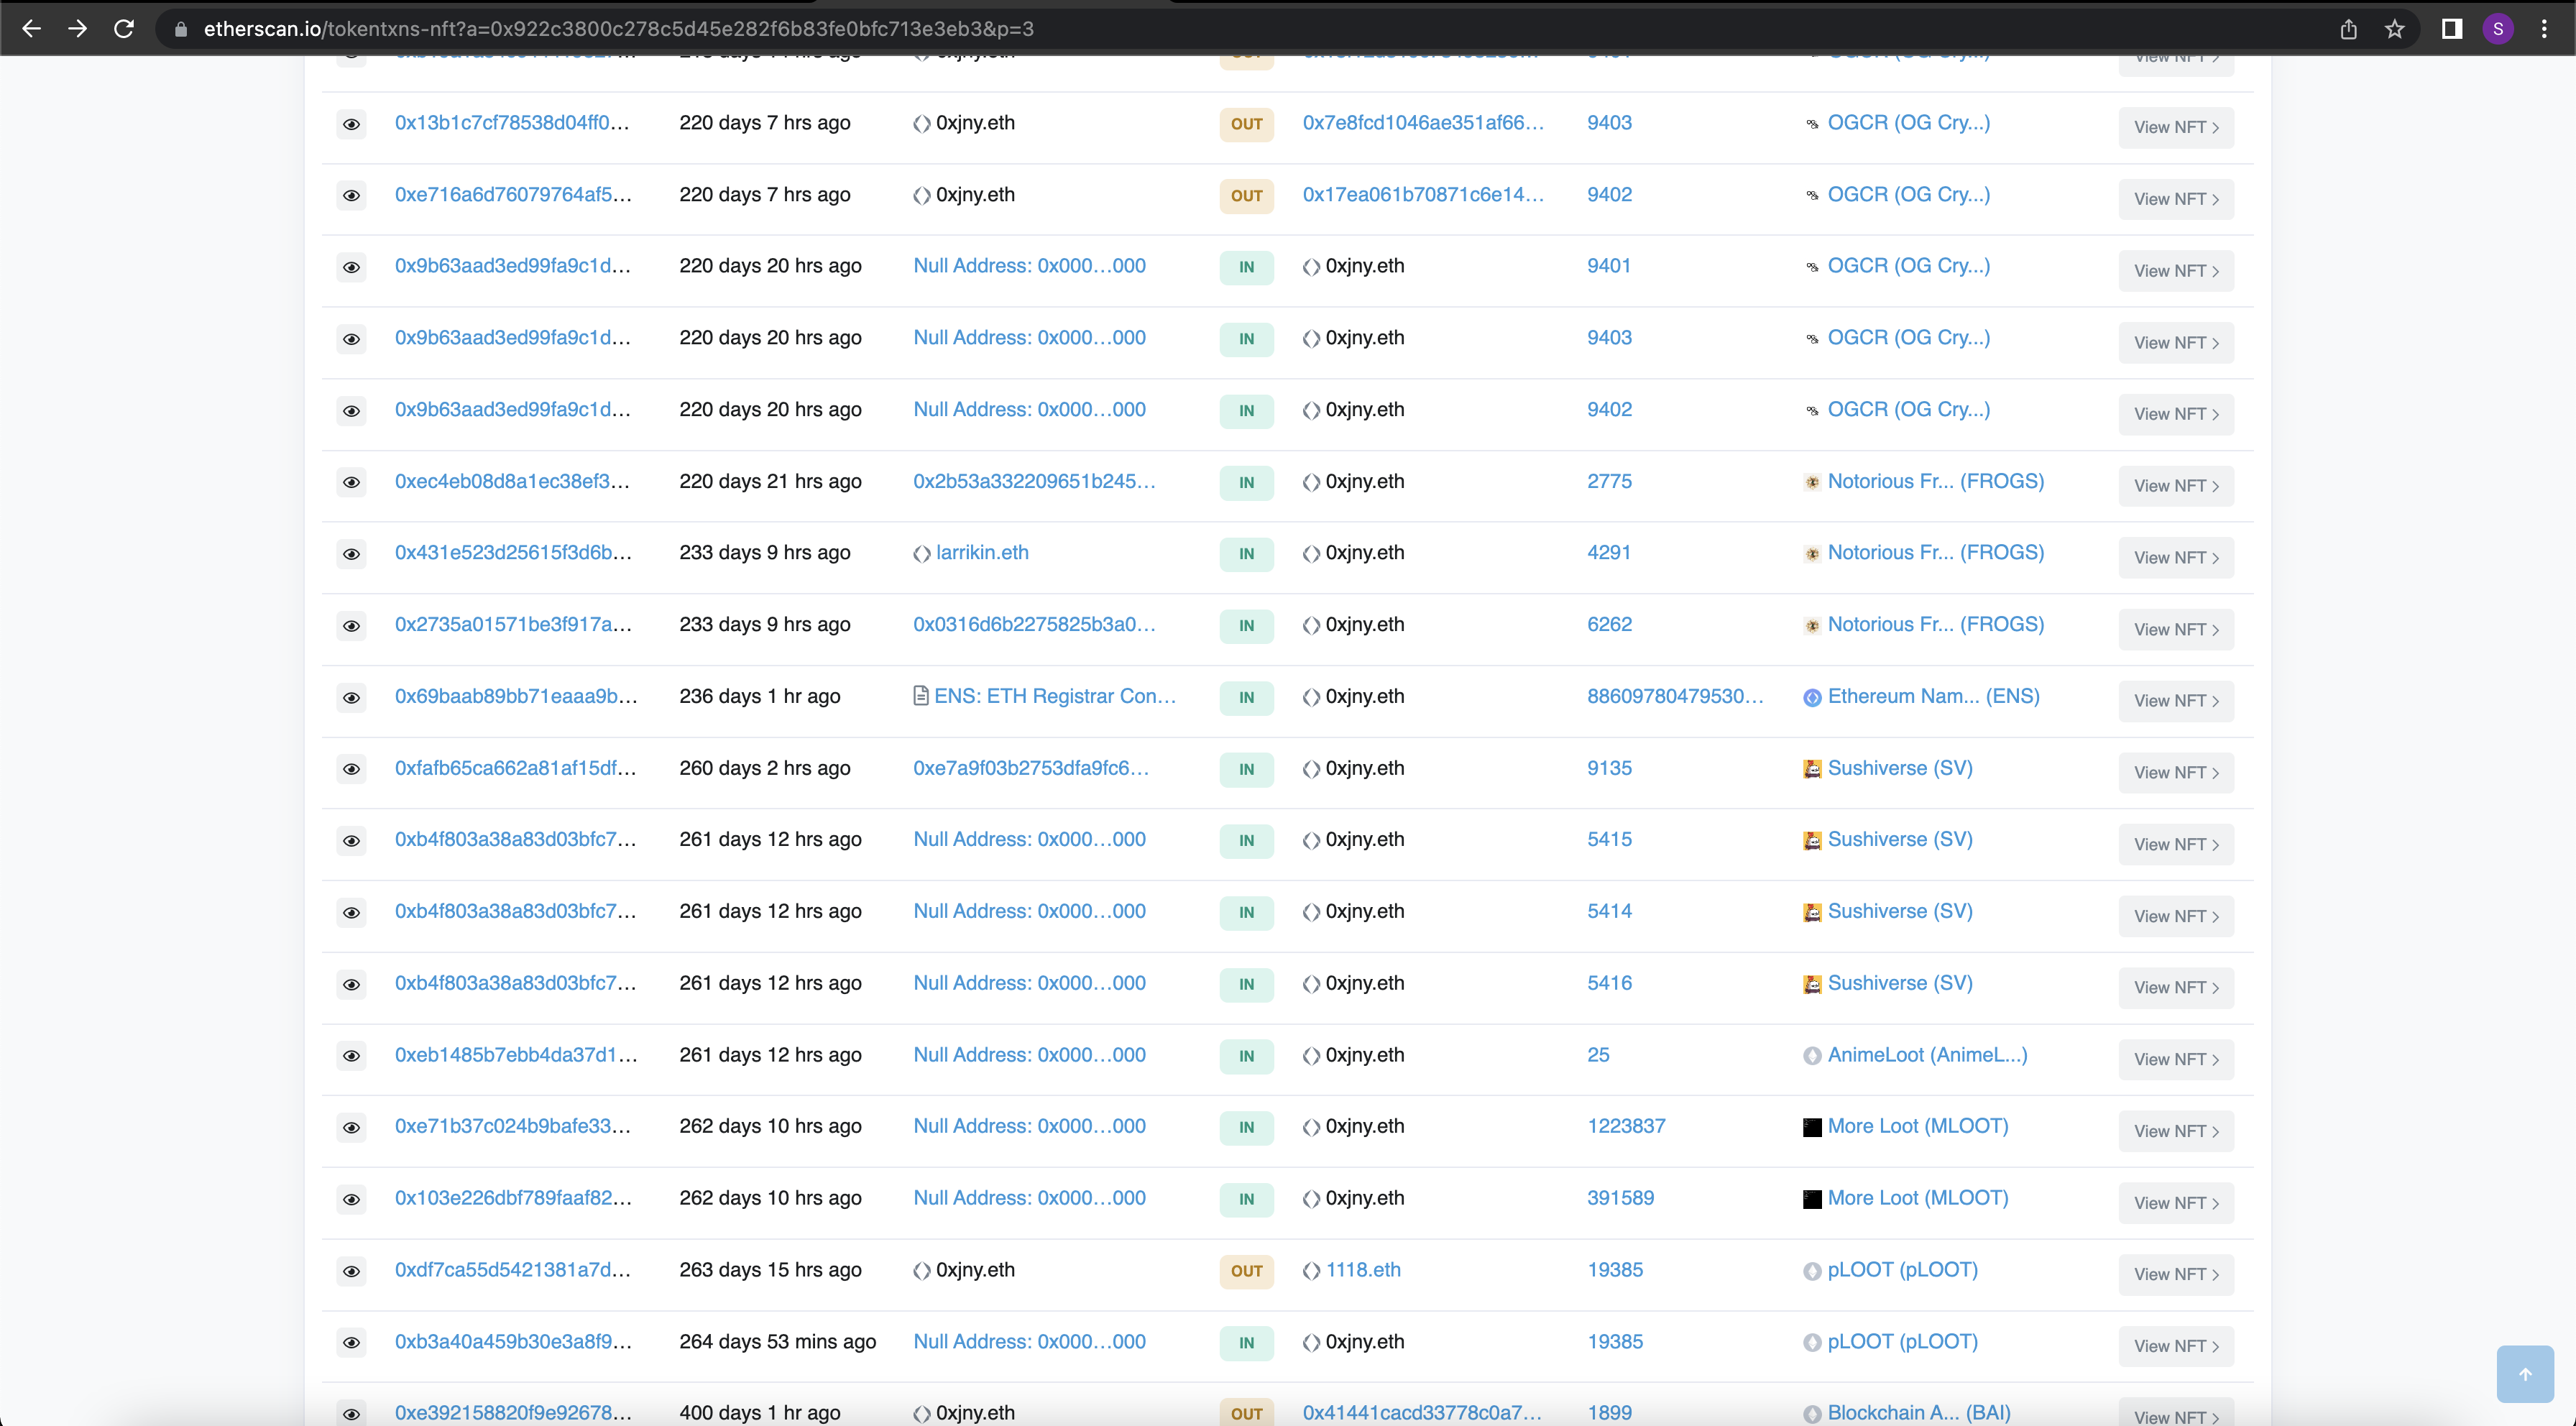 etherscan.io/tokentxns-nft?a=0x922c3800c278c5d45e282f6b83fe0bfc713e3eb3&p=3 S
0x13b1c7cf78538d04ff0... 220 days 7 hrs ago 0xjny.eth OUT 0x7e8fcd1046ae351af66... 9403 OGCR (OG Cry...) View NFT >
0xe716a6d76079764af5... 220 days 7 hrs ago 0xjny.eth OUT 0x17ea061b70871c6e14... 9402 OGCR (OG Cry...) View NFT >
0x9b63aad3ed99fa9c1d... 220 days 20 hrs ago Null Address: 0x000...000 IN 0xjny.eth 9401 OGCR (OG Cry...) View NFT >
0x9b63aad3ed99fa9c1d... 220 days 20 hrs ago Null Address: 0x000...000 IN 0xjny.eth 9403 OGCR (OG Cry...) View NFT >
0x9b63aad3ed99fa9c1d... 220 days 20 hrs ago Null Address: 0x000...000 IN 0xjny.eth 9402 OGCR (OG Cry...) View NFT >
0xec4eb08d8a1ec38ef3... 220 days 21 hrs ago 0x2b53a332209651b245... IN 0xjny.eth 2775 Notorious Fr... (FROGS) View NFT >
0x431e523d25615f3d6b... 233 days 9 hrs ago larrikin.eth IN 0xjny.eth 4291 Notorious Fr... (FROGS) View NFT >
0x2735a01571be3f917a... 233 days 9 hrs ago 0x0316d6b2275825b3a0... IN 0xjny.eth 6262 Notorious Fr... (FROGS) View NFT >
0x69baab89bb71eaaa9b... 236 days 1 hr ago ENS: ETH Registrar Con... IN 0xjny.eth 88609780479530... Ethereum Nam... (ENS) View NFT >
0xfafb65ca662a81af15df... 260 days 2 hrs ago 0xe7a9f03b2753dfa9fc6... IN 0xjny.eth 9135 Sushiverse (SV) View NFT >
0xb4f803a38a83d03bfc7... 261 days 12 hrs ago Null Address: 0x000...000 IN 0xjny.eth 5415 Sushiverse (SV) View NFT >
0xb4f803a38a83d03bfc7... 261 days 12 hrs ago Null Address: 0x000...000 IN 0xjny.eth 5414 Sushiverse (SV) View NFT >
0xb4f803a38a83d03bfc7... 261 days 12 hrs ago Null Address: 0x000...000 IN 0xjny.eth 5416 Sushiverse (SV) View NFT >
0xeb1485b7ebb4da37d1... 261 days 12 hrs ago Null Address: 0x000...000 IN 0xjny.eth 25 AnimeLoot (AnimeL...) View NFT >
0xe71b37c024b9bafe33... 262 days 10 hrs ago Null Address: 0x000...000 IN 0xjny.eth 1223837 More Loot (MLOOT) View NFT >
0x103e226dbf789faaf82... 262 days 10 hrs ago Null Address: 0x000...000 IN 0xjny.eth 391589 More Loot (MLOOT) View NFT >
0xdf7ca55d5421381a7d... 263 days 15 hrs ago 0xjny.eth OUT 1118.eth 19385 pLOOT (pLOOT) View NFT >
0xb3a40a459b30e3a8f9... 264 days 53 mins ago Null Address: 0x000...000 IN 0xjny.eth 19385 pLOOT (pLOOT) View NFT >
0xe392158820f9e92678... 400 days 1 hr ago 0xjny.eth OUT 0x41441cacd33778c0a7... 1899 Blockchain A... (BAI) View NFT >